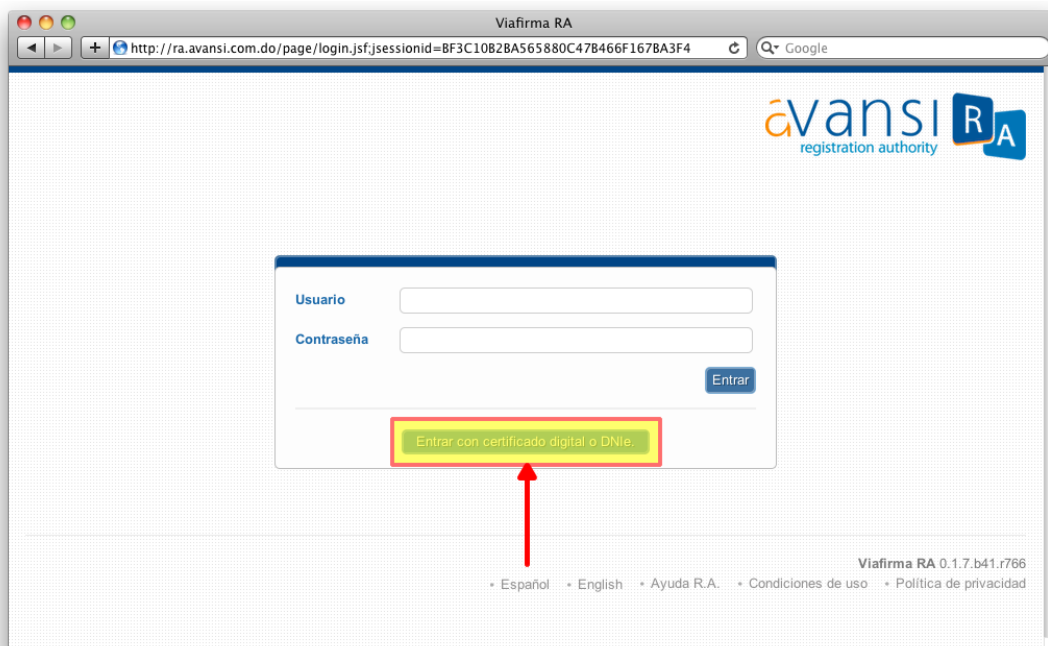 Viafirma RA
http://ra.avansi.com.do/page/login.jsf;jsessionid=BF3C10B2BA565880C47B466F167BA3F4
Google
avansi RA
registration authority
Usuario
Contraseña
Entrar
Entrar con certificado digital o DNIe.
Viafirma RA 0.1.7.b41.r766
• Español • English • Ayuda R.A. • Condiciones de uso • Política de privacidad